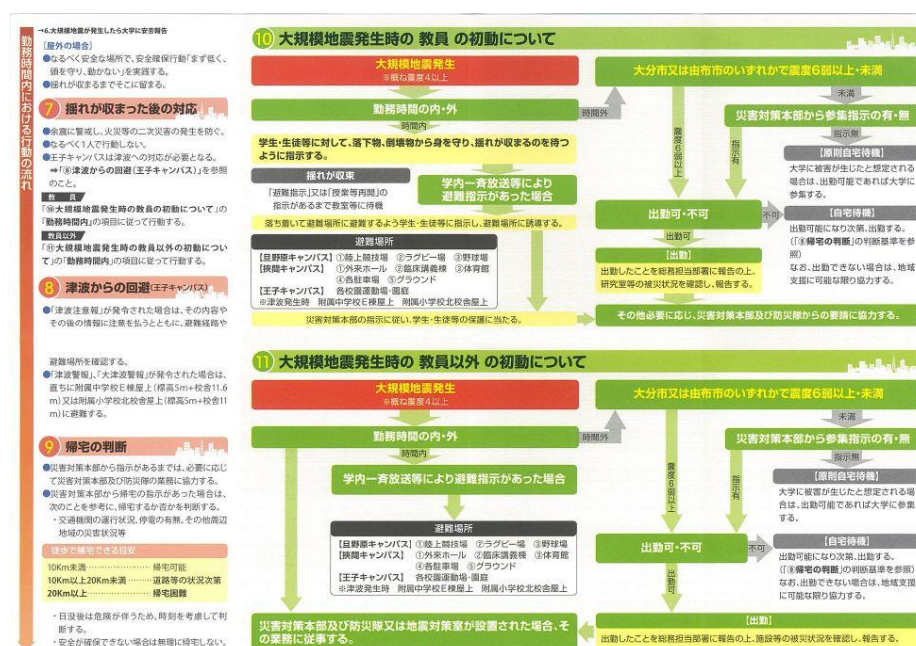 勤務時間内における行動の流れ
→6.大規模地震が発生したら大学に安否報告
[屋外の場合]
●なるべく安全な場所で、安全確保行動「まず低く、
頭を守り、動かない」を実践する。
●揺れが収まるまでそこに留まる。
7 揺れが収まった後の対応
●余震に警戒し、火災等の二次災害の発生を防ぐ。
●なるべく1人で行動しない。
●王子キャンパスは津波への対応が必要となる。
➡「⑧津波からの回避(王子キャンパス)」を参照
のこと。
教 員
「⑩大規模地震発生時の教員の初動について」の
「勤務時間内」の項目に従って行動する。
教員以外
「⑪大規模地震発生時の教員以外の初動につい
て」の「勤務時間内」の項目に従って行動する。
8 津波からの回避(王子キャンパス)
●「津波注意報」が発令された場合は、その内容や
その後の情報に注意を払うとともに、避難経路や
避難場所を確認する。
●「津波警報」、「大津波警報」が発令された場合は、
直ちに附属中学校E棟屋上(標高5m+校舎11.6
m)又は附属小学校北校舎屋上(標高5m+校舎11
m)に避難する。
9 帰宅の判断
●災害対策本部から指示があるまでは、必要に応じ
て災害対策本部及び防災隊の業務に協力する。
●災害対策本部から帰宅の指示があった場合は、
次のことを参考に、帰宅するか否かを判断する。
・交通機関の運行状況、停電の有無、その他周辺
地域の災害状況等
徒歩で帰宅できる目安
10Km未満 帰宅可能
10Km以上20Km未満 道路等の状況次第
20Km以上 帰宅困難
・日没後は危険が伴うため、時刻を考慮して判
断する。
・安全が確保できない場合は無理に帰宅しない。
10 大規模地震発生時の 教員 の初動について
大規模地震発生
※概ね震度4以上
勤務時間の内・外
時間外
時間内
学生・生徒等に対して、落下物、倒壊物から身を守り、揺れが収まるのを待つ
ように指示する。
揺れが収束
「避難指示」又は「授業等再開」の
指示があるまで教室等に待機
学内一斉放送等により
避難指示があった場合
落ち着いて避難場所に避難するよう学生・生徒等に指示し、避難場所に誘導する。
避難場所
【旦野原キャンパス】①陸上競技場 ②ラグビー場 ③野球場
【挾間キャンパス】①外来ホール ②臨床講義棟 ③体育館
④各駐車場 ⑤グラウンド
【王子キャンパス】各校園運動場・園庭
※津波発生時 附属中学校E棟屋上 附属小学校北校舎屋上
災害対策本部の指示に従い、学生・生徒等の保護に当たる。
大分市又は由布市のいずれかで震度6弱以上・未満
未満
災害対策本部から参集指示の有・無
震度6弱以上
指示有
指示無
【原則自宅待機】
大学に被害が生じたと想定される
場合は、出勤可能であれば大学に
参集する。
出勤可・不可
不可
【自宅待機】
出勤可能になり次第、出勤する。
(「⑨帰宅の判断」の判断基準を参
照)
なお、出勤できない場合は、地域
支援に可能な限り協力する。
出勤可
【出勤】
出勤したことを総務担当部署に報告の上、
研究室等の被災状況を確認し、報告する。
その他必要に応じ、災害対策本部及び防災隊からの要請に協力する。
11 大規模地震発生時の 教員以外 の初動について
大規模地震発生
※概ね震度4以上
勤務時間の内・外
時間外
時間内
学内一斉放送等により避難指示があった場合
避難場所
【旦野原キャンパス】①陸上競技場 ②ラグビー場 ③野球場
【挾間キャンパス】①外来ホール ②臨床講義棟 ③体育館
④各駐車場 ⑤グラウンド
【王子キャンパス】各校園運動場・園庭
※津波発生時 附属中学校E棟屋上 附属小学校北校舎屋上
災害対策本部及び防災隊又は地震対策室が設置された場合、そ
の業務に従事する。
大分市又は由布市のいずれかで震度6弱以上・未満
未満
災害対策本部から参集指示の有・無
震度6弱以上
指示有
指示無
【原則自宅待機】
大学に被害が生じたと想定される場
合は、出勤可能であれば大学に参集
する。
出勤可・不可
不可
【自宅待機】
出勤可能になり次第、出勤する。
(「⑨帰宅の判断」の判断基準を参照)
なお、出勤できない場合は、地域支援
に可能な限り協力する。
出勤可
【出勤】
出勤したことを総務担当部署に報告の上、施設等の被災状況を確認し、報告する。